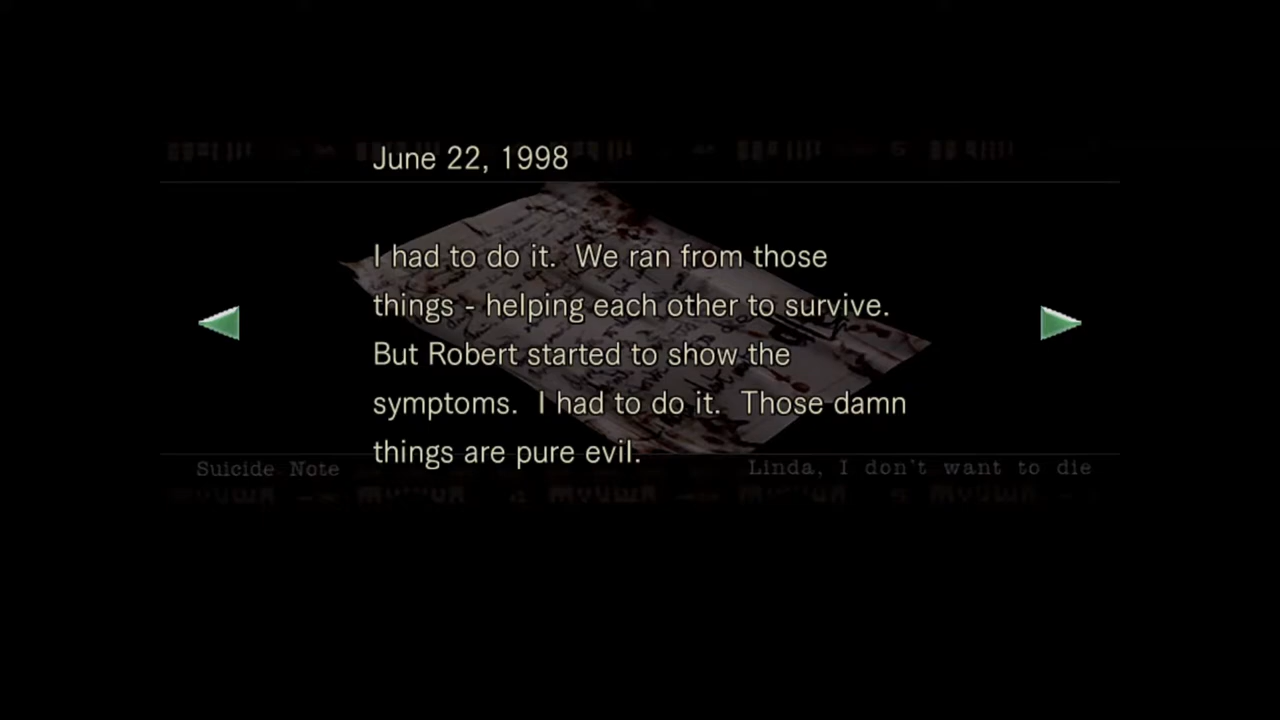 June 22, 1998
I had to do it.  We ran from those
things - helping each other to survive.
But Robert started to show the
symptoms.  I had to do it.  Those damn
things are pure evil.
Suicide Note
Linda, I don't want to die